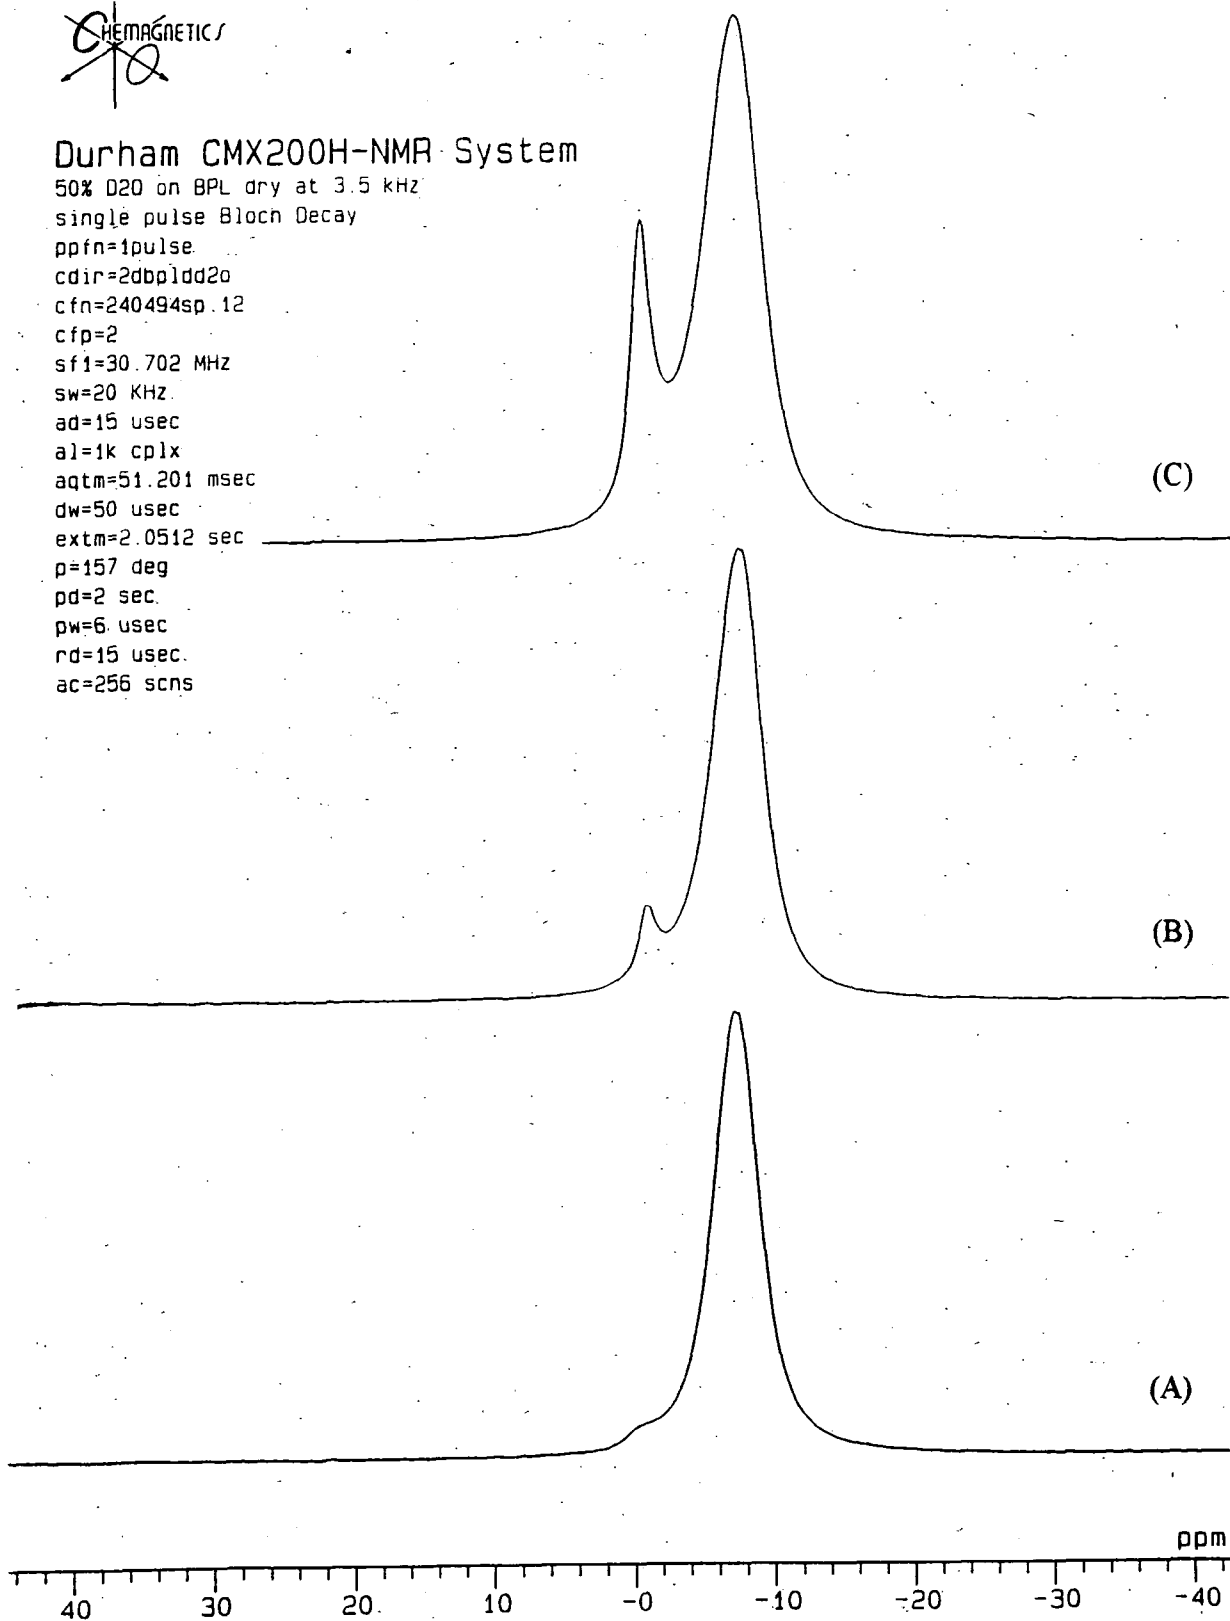 CHEMAGNETICS
Durham CMX200H-NMR System
50% D2O on BPL dry at 3.5 kHz
single pulse Bloch Decay
ppfn=1pulse
cdir=2dbpldd2o
cfn=240494sp.12
cfp=2
sf1=30.702 MHz
sw=20 KHz
ad=15 usec
al=1k cplx
aqtm=51.201 msec
dw=50 usec
extm=2.0512 sec
p=157 deg
pd=2 sec
pw=6 usec
rd=15 usec
ac=256 scns
(C)
(B)
(A)
ppm
40 30 20 10 -0 -10 -20 -30 -40